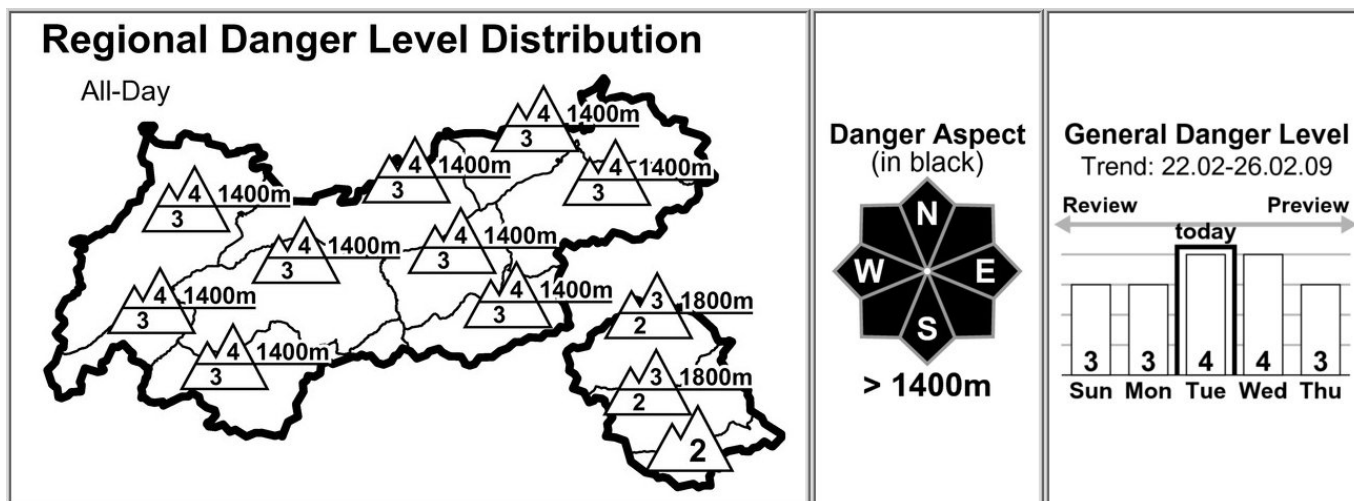 Regional Danger Level Distribution
All-Day
4 1400m
3
4 1400m
3
4 1400m
3
4 1400m
3
4 1400m
3
4 1400m
3
4 1400m
3
4 1400m
3
4 1400m
3
3 1800m
2
4 1400m
3
3 1800m
2
2
Danger Aspect
(in black)
N
W E
S
> 1400m
General Danger Level
Trend: 22.02-26.02.09
Review Preview
today
3 3 4 4 3
Sun Mon Tue Wed Thu